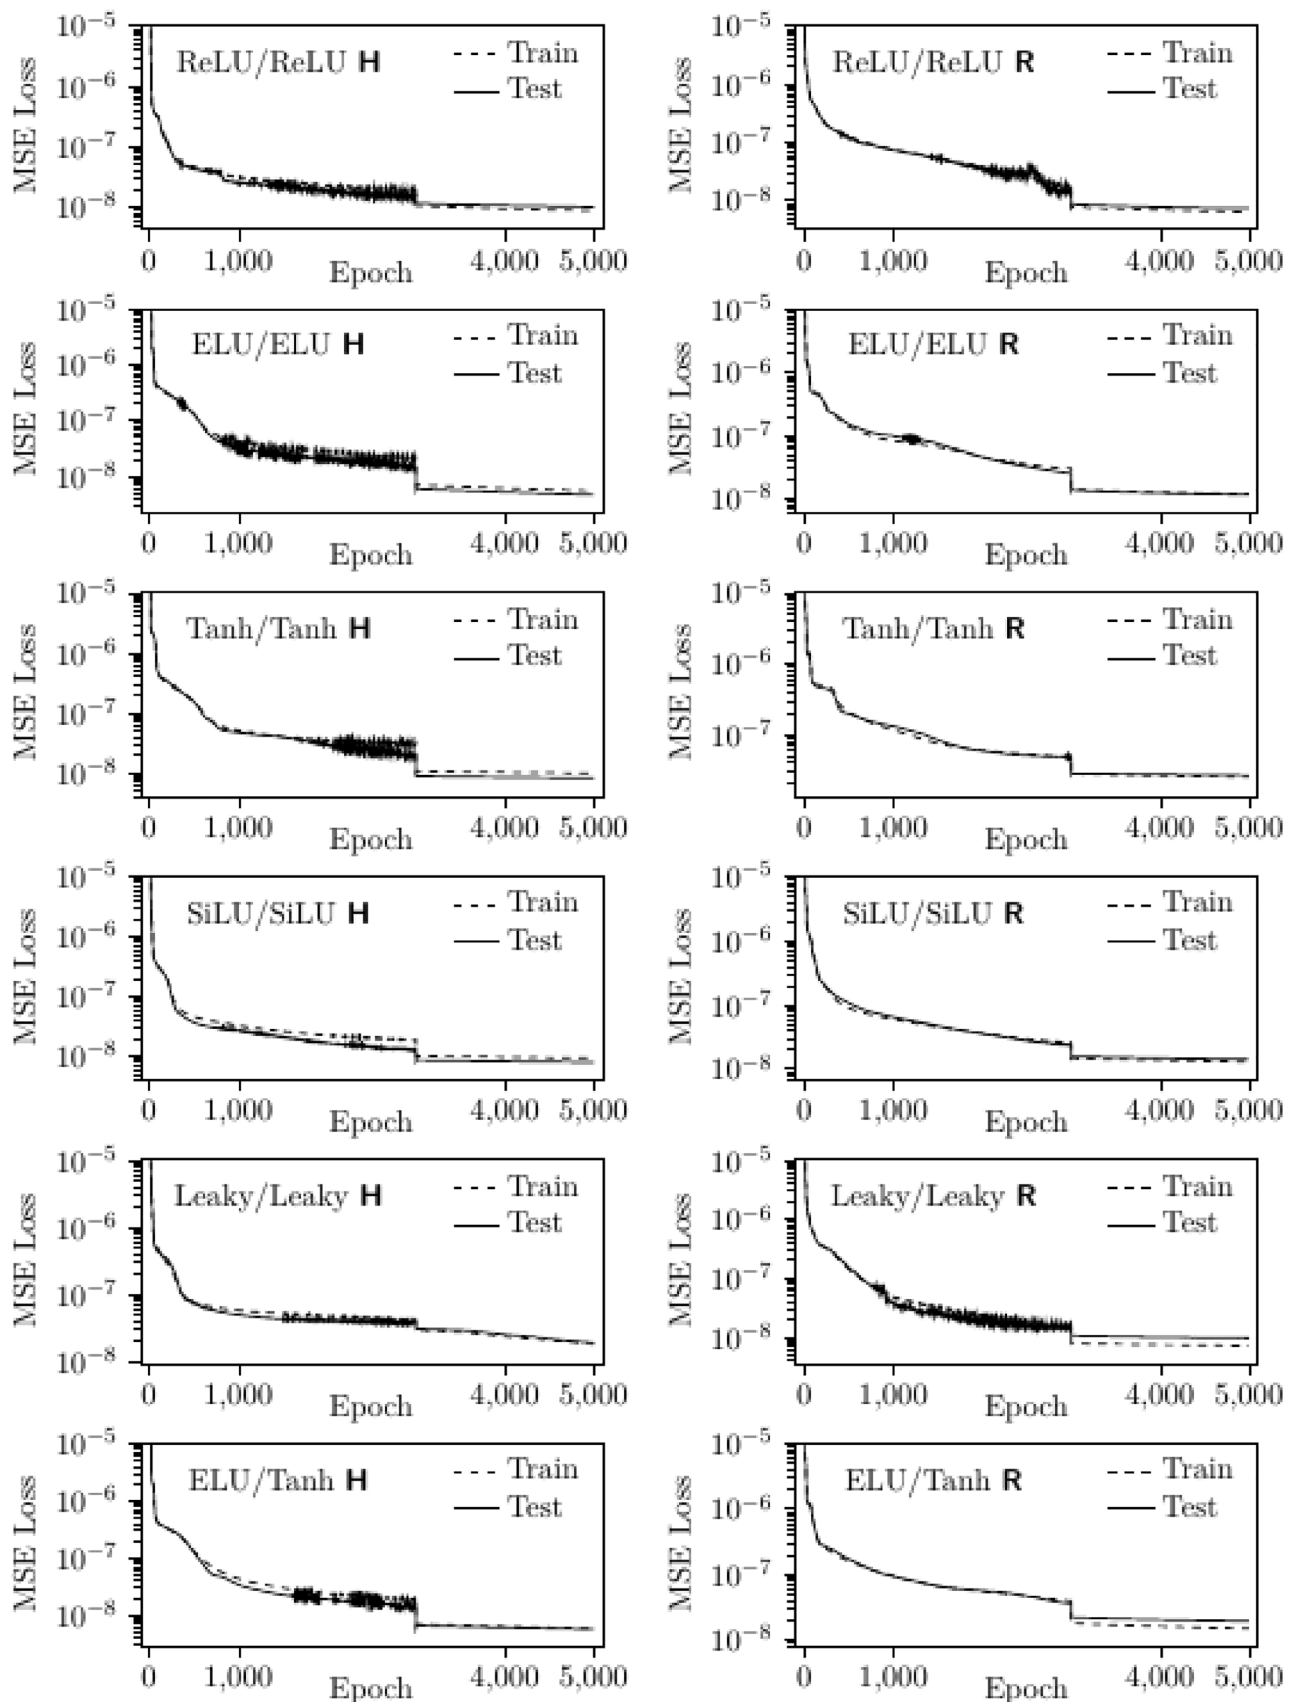 10⁻⁵
10⁻⁶
10⁻⁷
10⁻⁸
MSE Loss
ReLU/ReLU H
Train
Test
0
1,000
4,000
5,000
Epoch
10⁻⁵
10⁻⁶
10⁻⁷
10⁻⁸
MSE Loss
ReLU/ReLU R
Train
Test
0
1,000
4,000
5,000
Epoch
10⁻⁵
10⁻⁶
10⁻⁷
10⁻⁸
MSE Loss
ELU/ELU H
Train
Test
0
1,000
4,000
5,000
Epoch
10⁻⁵
10⁻⁶
10⁻⁷
10⁻⁸
MSE Loss
ELU/ELU R
Train
Test
0
1,000
4,000
5,000
Epoch
10⁻⁵
10⁻⁶
10⁻⁷
10⁻⁸
MSE Loss
Tanh/Tanh H
Train
Test
0
1,000
4,000
5,000
Epoch
10⁻⁵
10⁻⁶
10⁻⁷
MSE Loss
Tanh/Tanh R
Train
Test
0
1,000
4,000
5,000
Epoch
10⁻⁵
10⁻⁶
10⁻⁷
10⁻⁸
MSE Loss
SiLU/SiLU H
Train
Test
0
1,000
4,000
5,000
Epoch
10⁻⁵
10⁻⁶
10⁻⁷
10⁻⁸
MSE Loss
SiLU/SiLU R
Train
Test
0
1,000
4,000
5,000
Epoch
10⁻⁵
10⁻⁶
10⁻⁷
10⁻⁸
MSE Loss
Leaky/Leaky H
Train
Test
0
1,000
4,000
5,000
Epoch
10⁻⁵
10⁻⁶
10⁻⁷
10⁻⁸
MSE Loss
Leaky/Leaky R
Train
Test
0
1,000
4,000
5,000
Epoch
10⁻⁵
10⁻⁶
10⁻⁷
10⁻⁸
MSE Loss
ELU/Tanh H
Train
Test
0
1,000
4,000
5,000
Epoch
10⁻⁵
10⁻⁶
10⁻⁷
10⁻⁸
MSE Loss
ELU/Tanh R
Train
Test
0
1,000
4,000
5,000
Epoch